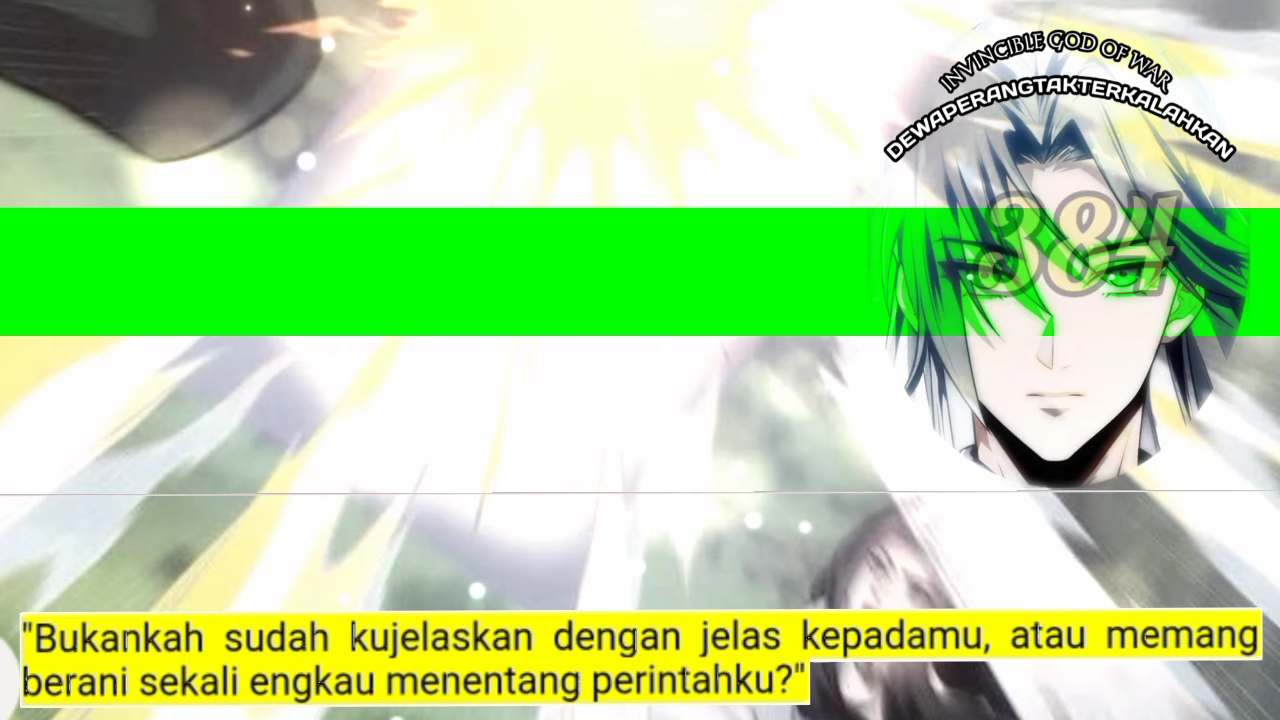 INVINCIBLE GOD OF WAR
DEWAPERANGTAKTERKALAHKAN
384
"Bukankah sudah kujelaskan dengan jelas kepadamu, atau memang
berani sekali engkau menentang perintahku?"